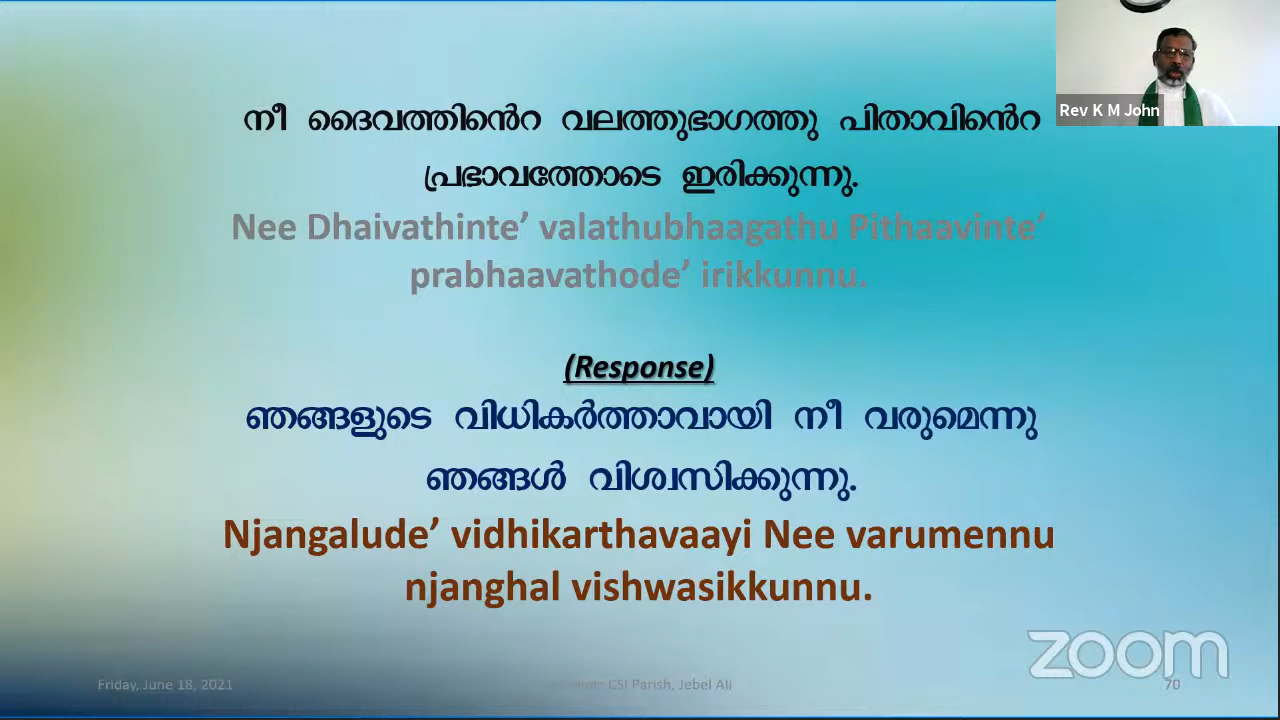 Rev K M John
നീ ദൈവത്തിൻെറ വലത്തുഭാഗത്തു പിതാവിൻെറ
പ്രഭാവത്തോടെ ഇരിക്കുന്നു.
Nee Dhaivathinte’ valathubhaagathu Pithaavinte’
prabhaavathode’ irikkunnu.
(Response)
ഞങ്ങളുടെ വിധികർത്താവായി നീ വരുമെന്നു
ഞങ്ങൾ വിശ്വസിക്കുന്നു.
Njangalude’ vidhikarthavaayi Nee varumennu
njanghal vishwasikkunnu.
zoom
Friday, June 18, 2021
CSI Parish, Jebel Ali
70